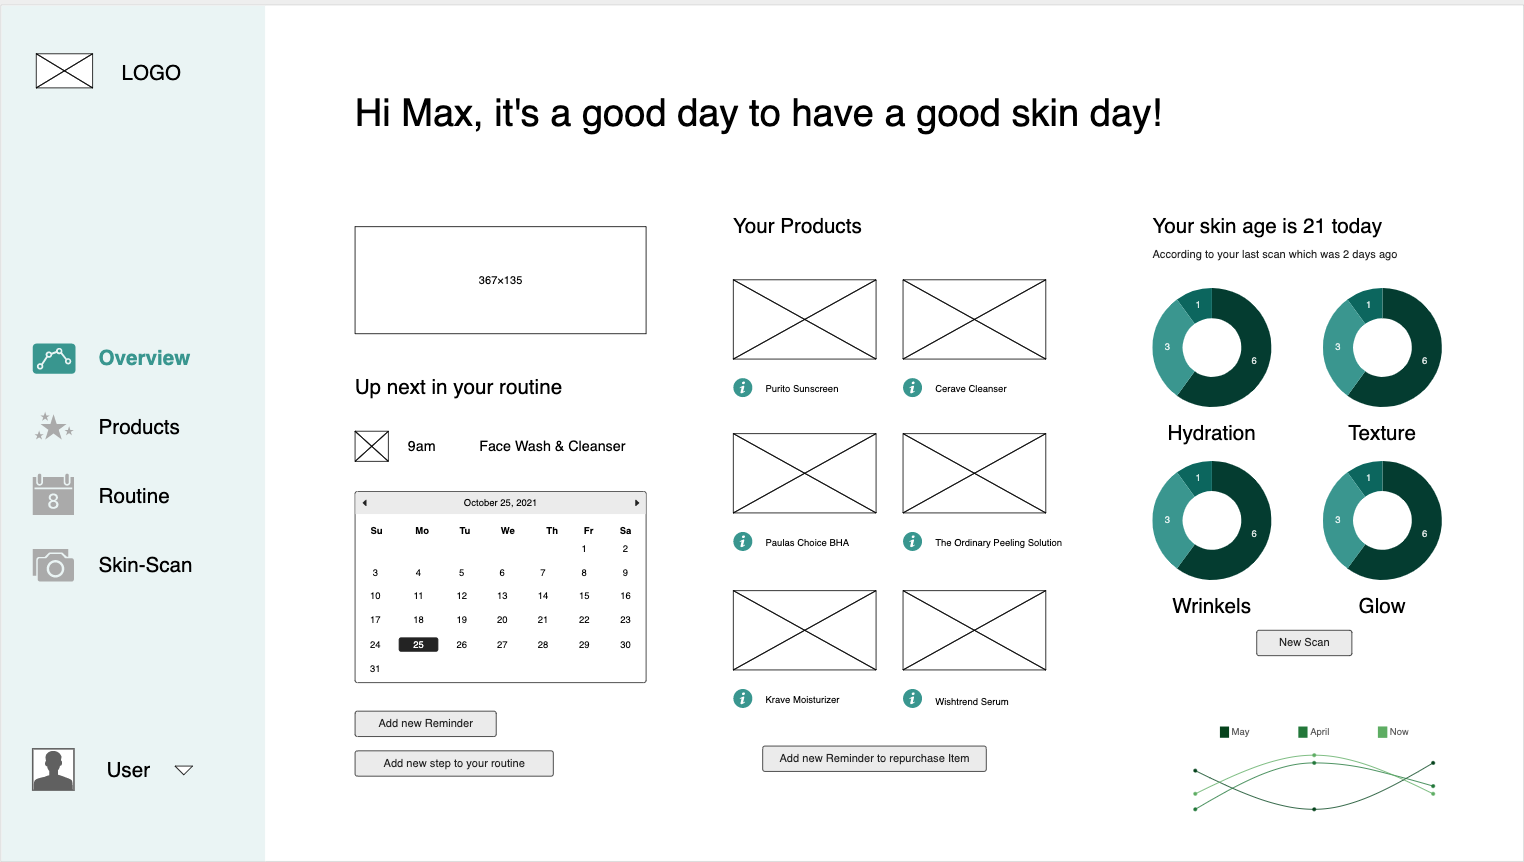 LOGO
Overview
Products
8
Routine
Skin-Scan
User
Hi Max, it's a good day to have a good skin day!
367×135
Up next in your routine
9am Face Wash & Cleanser
October 25, 2021
Su Mo Tu We Th Fr Sa
1 2
3 4 5 6 7 8 9
10 11 12 13 14 15 16
17 18 19 20 21 22 23
24 25 26 27 28 29 30
31
Add new Reminder
Add new step to your routine
Your Products
i Purito Sunscreen
i Cerave Cleanser
i Paulas Choice BHA
i The Ordinary Peeling Solution
i Krave Moisturizer
i Wishtrend Serum
Add new Reminder to repurchase Item
Your skin age is 21 today
According to your last scan which was 2 days ago
1 3 6
1 3 6
Hydration Texture
1 3 6
1 3 6
Wrinkels Glow
New Scan
May April Now